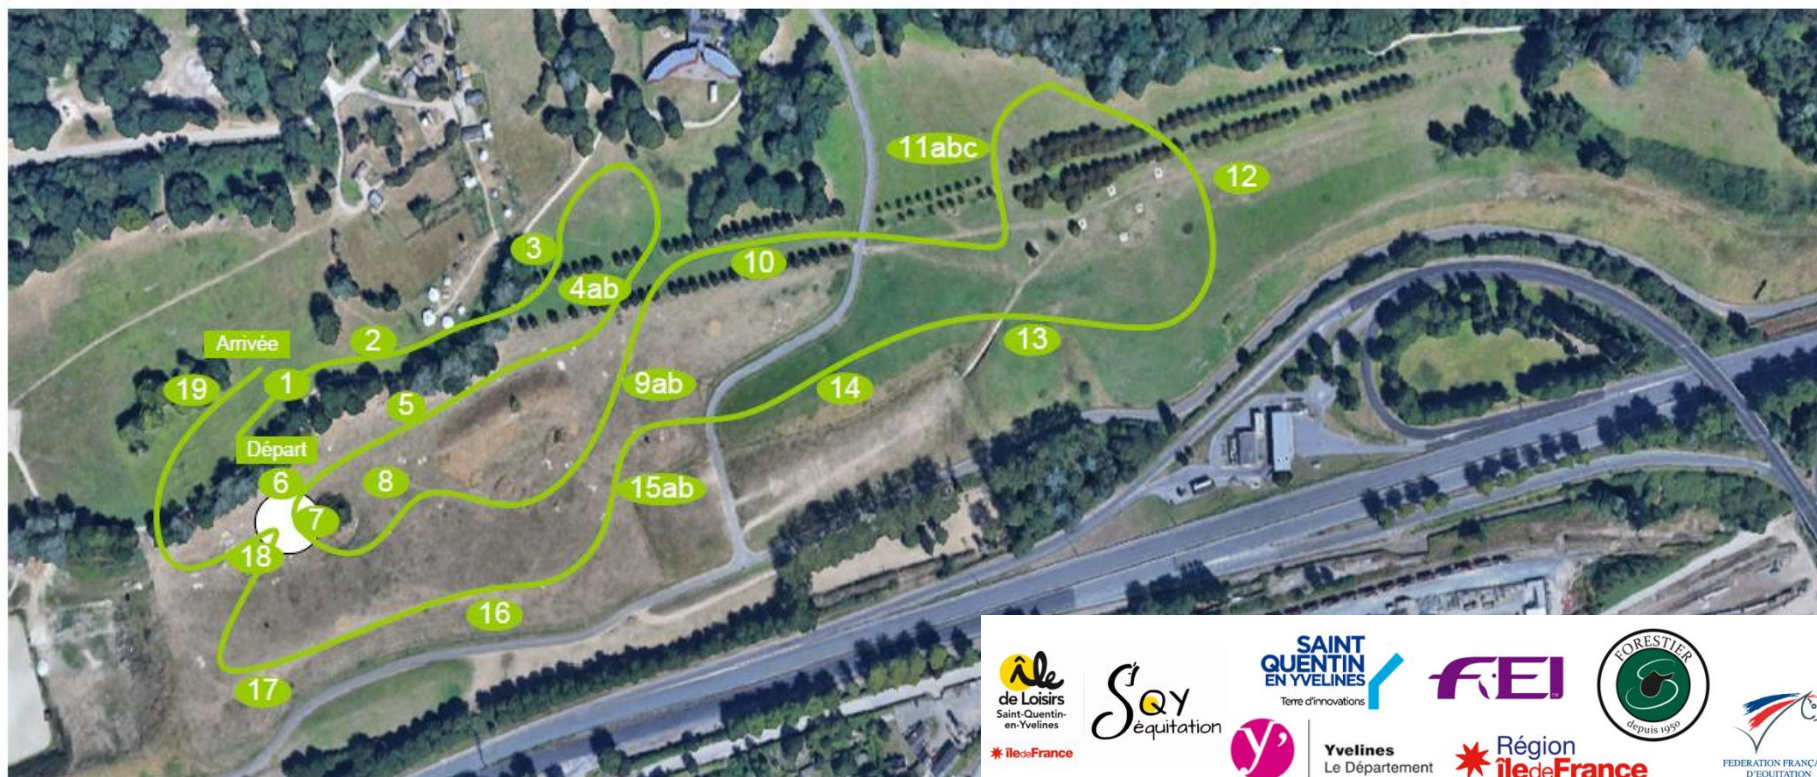 11abc
12
3
10
4ab
Arrivée
2
13
19
1
9ab
14
5
Départ
6
8
15ab
7
18
16
17
île
de Loisirs
Saint-Quentin-
en-Yvelines
îledeFrance
SQY
équitation
SAINT
QUENTIN
EN YVELINES
Terre d'innovations
FEI
FORESTIER
depuis 1950
y'
Yvelines
Le Département
Région
îledeFrance
FEDERATION FRANÇ
D'EQUITATION